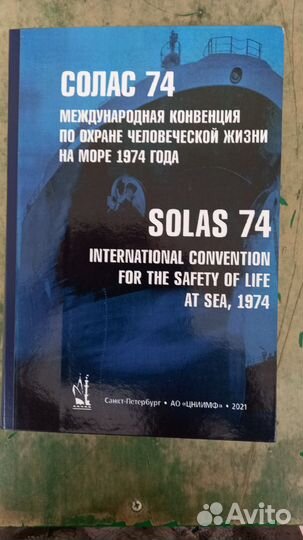 СОЛАС 74
МЕЖДУНАРОДНАЯ КОНВЕНЦИЯ
ПО ОХРАНЕ ЧЕЛОВЕЧЕСКОЙ ЖИЗНИ
НА МОРЕ 1974 ГОДА
SOLAS 74
INTERNATIONAL CONVENTION
FOR THE SAFETY OF LIFE
AT SEA, 1974
Санкт-Петербург • АО «ЦНИИМФ» • 2021
Avito